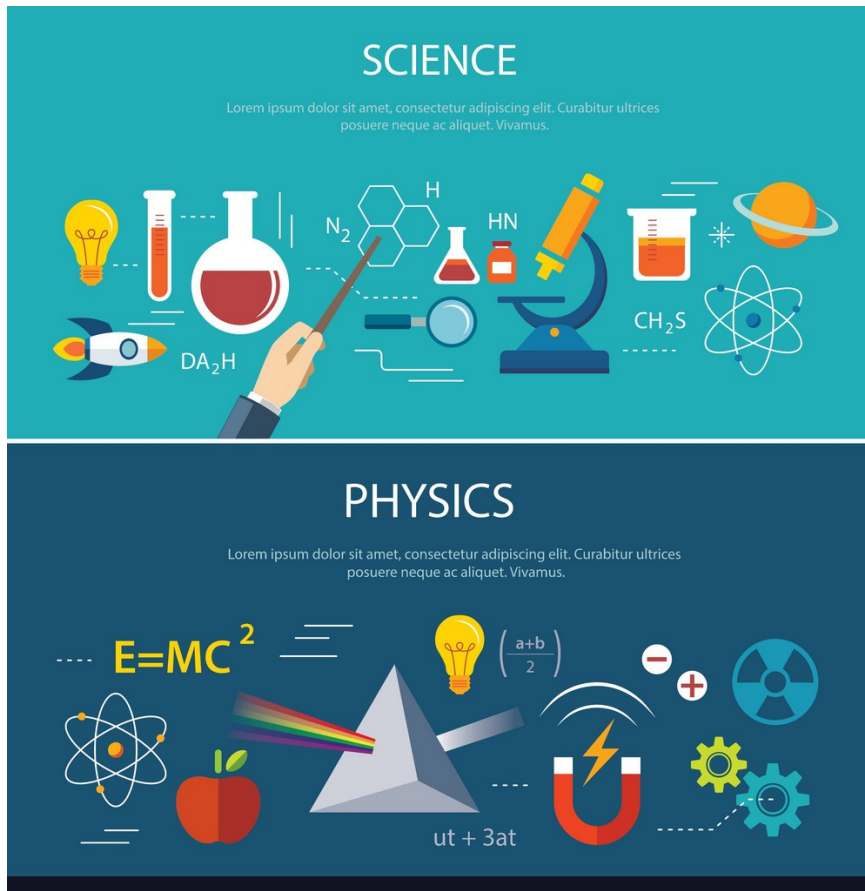 SCIENCE
Lorem ipsum dolor sit amet, consectetur adipiscing elit. Curabitur ultrices
posuere neque ac aliquet. Vivamus.
H
N₂
HN
CH₂S
DA₂H
PHYSICS
Lorem ipsum dolor sit amet, consectetur adipiscing elit. Curabitur ultrices
posuere neque ac aliquet. Vivamus.
E=MC²
(a+b
2)
−
+
ut + 3at